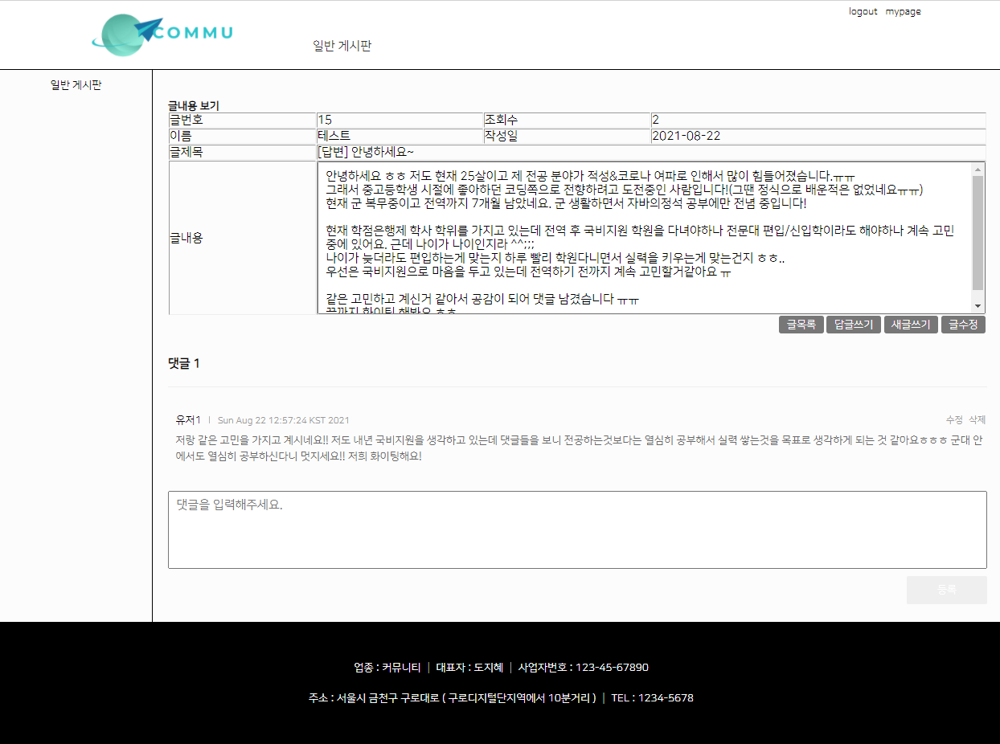 logout mypage
COMMU
일반 게시판
일반 게시판
글내용 보기
글번호 15 조회수 2
이름 테스트 작성일 2021-08-22
글제목 [답변] 안녕하세요~
안녕하세요 ㅎㅎ 저도 현재 25살이고 제 전공 분야가 적성&코로나 여파로 인해서 많이 힘들어졌습니다.ㅠㅠ
그래서 중고등학생 시절에 좋아하던 코딩쪽으로 전향하려고 도전중인 사람입니다!(그땐 정식으로 배운적은 없었네요ㅠㅠ)
현재 군 복무중이고 전역까지 7개월 남았네요. 군 생활하면서 자바의정석 공부에만 전념 중입니다!
현재 학점은행제 학사 학위를 가지고 있는데 전역 후 국비지원 학원을 다녀야하나 전문대 편입/신입학이라도 해야하나 계속 고민
글내용
중에 있어요. 근데 나이가 나이인지라 ^^;;;
나이가 늦더라도 편입하는게 맞는지 하루 빨리 학원다니면서 실력을 키우는게 맞는건지 ㅎㅎ..
우선은 국비지원으로 마음을 두고 있는데 전역하기 전까지 계속 고민할거같아요 ㅠ
같은 고민하고 계신거 같아서 공감이 되어 댓글 남겼습니다 ㅠㅠ
끝까지 화이팅 해봐요 ㅎㅎ
글목록 답글쓰기 새글쓰기 글수정
댓글 1
유저1 | Sun Aug 22 12:57:24 KST 2021 수정 삭제
저랑 같은 고민을 가지고 계시네요!! 저도 내년 국비지원을 생각하고 있는데 댓글들을 보니 전공하는것보다는 열심히 공부해서 실력 쌓는것을 목표로 생각하게 되는 것 같아요ㅎㅎㅎ 군대 안
에서도 열심히 공부하신다니 멋지세요!! 저희 화이팅해요!
댓글을 입력해주세요.
등록
업종 : 커뮤니티 | 대표자 : 도지혜 | 사업자번호 : 123-45-67890
주소 : 서울시 금천구 구로대로 ( 구로디지털단지역에서 10분거리 ) | TEL : 1234-5678